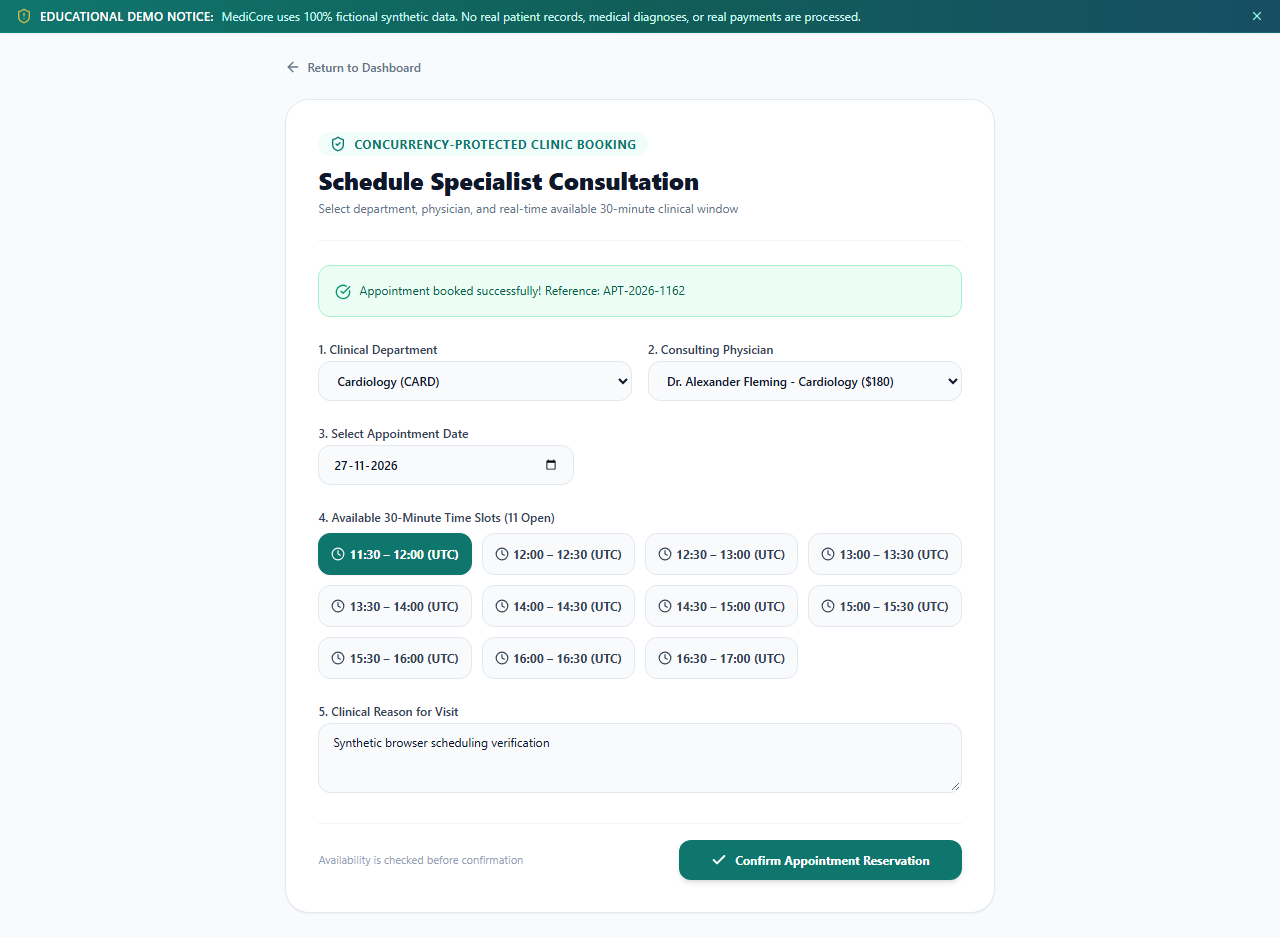 EDUCATIONAL DEMO NOTICE: MediCore uses 100% fictional synthetic data. No real patient records, medical diagnoses, or real payments are processed.
Return to Dashboard
CONCURRENCY-PROTECTED CLINIC BOOKING
Schedule Specialist Consultation
Select department, physician, and real-time available 30-minute clinical window
Appointment booked successfully! Reference: APT-2026-1162
1. Clinical Department
2. Consulting Physician
Cardiology (CARD)
Dr. Alexander Fleming - Cardiology ($180)
3. Select Appointment Date
27-11-2026
4. Available 30-Minute Time Slots (11 Open)
11:30 – 12:00 (UTC)
12:00 – 12:30 (UTC)
12:30 – 13:00 (UTC)
13:00 – 13:30 (UTC)
13:30 – 14:00 (UTC)
14:00 – 14:30 (UTC)
14:30 – 15:00 (UTC)
15:00 – 15:30 (UTC)
15:30 – 16:00 (UTC)
16:00 – 16:30 (UTC)
16:30 – 17:00 (UTC)
5. Clinical Reason for Visit
Synthetic browser scheduling verification
Availability is checked before confirmation
Confirm Appointment Reservation